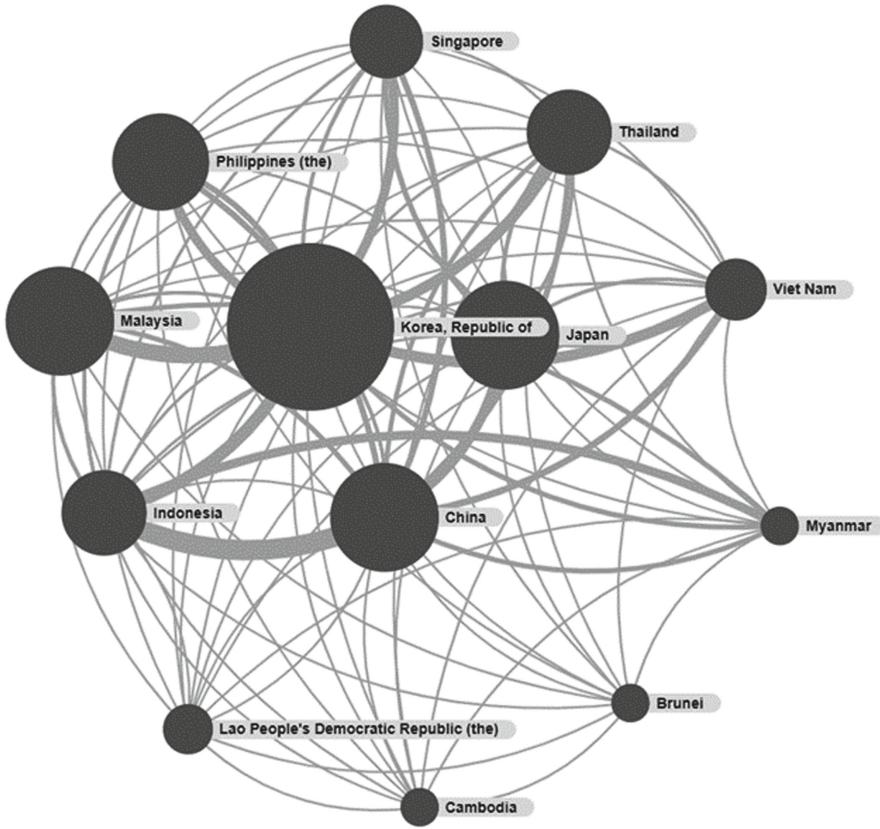 Singapore
Thailand
Philippines (the)
Viet Nam
Malaysia
Korea, Republic of
Japan
Indonesia
China
Myanmar
Brunei
Lao People's Democratic Republic (the)
Cambodia